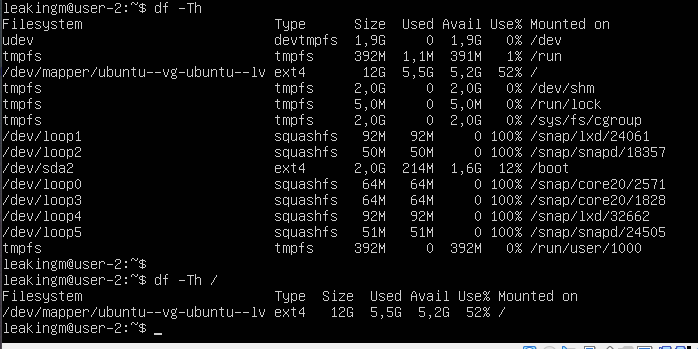 leakingm@user-2:~$ df -Th
Filesystem                        Type      Size  Used Avail Use% Mounted on
udev                              devtmpfs  1,9G     0  1,9G   0% /dev
tmpfs                             tmpfs     392M  1,1M  391M   1% /run
/dev/mapper/ubuntu--vg-ubuntu--lv ext4       12G  5,5G  5,2G  52% /
tmpfs                             tmpfs     2,0G     0  2,0G   0% /dev/shm
tmpfs                             tmpfs     5,0M     0  5,0M   0% /run/lock
tmpfs                             tmpfs     2,0G     0  2,0G   0% /sys/fs/cgroup
/dev/loop1                        squashfs   92M   92M     0 100% /snap/lxd/24061
/dev/loop2                        squashfs   50M   50M     0 100% /snap/snapd/18357
/dev/sda2                         ext4      2,0G  214M  1,6G  12% /boot
/dev/loop0                        squashfs   64M   64M     0 100% /snap/core20/2571
/dev/loop3                        squashfs   64M   64M     0 100% /snap/core20/1828
/dev/loop4                        squashfs   92M   92M     0 100% /snap/lxd/32662
/dev/loop5                        squashfs   51M   51M     0 100% /snap/snapd/24505
tmpfs                             tmpfs     392M     0  392M   0% /run/user/1000
leakingm@user-2:~$
leakingm@user-2:~$ df -Th /
Filesystem                        Type  Size  Used Avail Use% Mounted on
/dev/mapper/ubuntu--vg-ubuntu--lv ext4   12G  5,5G  5,2G  52% /
leakingm@user-2:~$ _